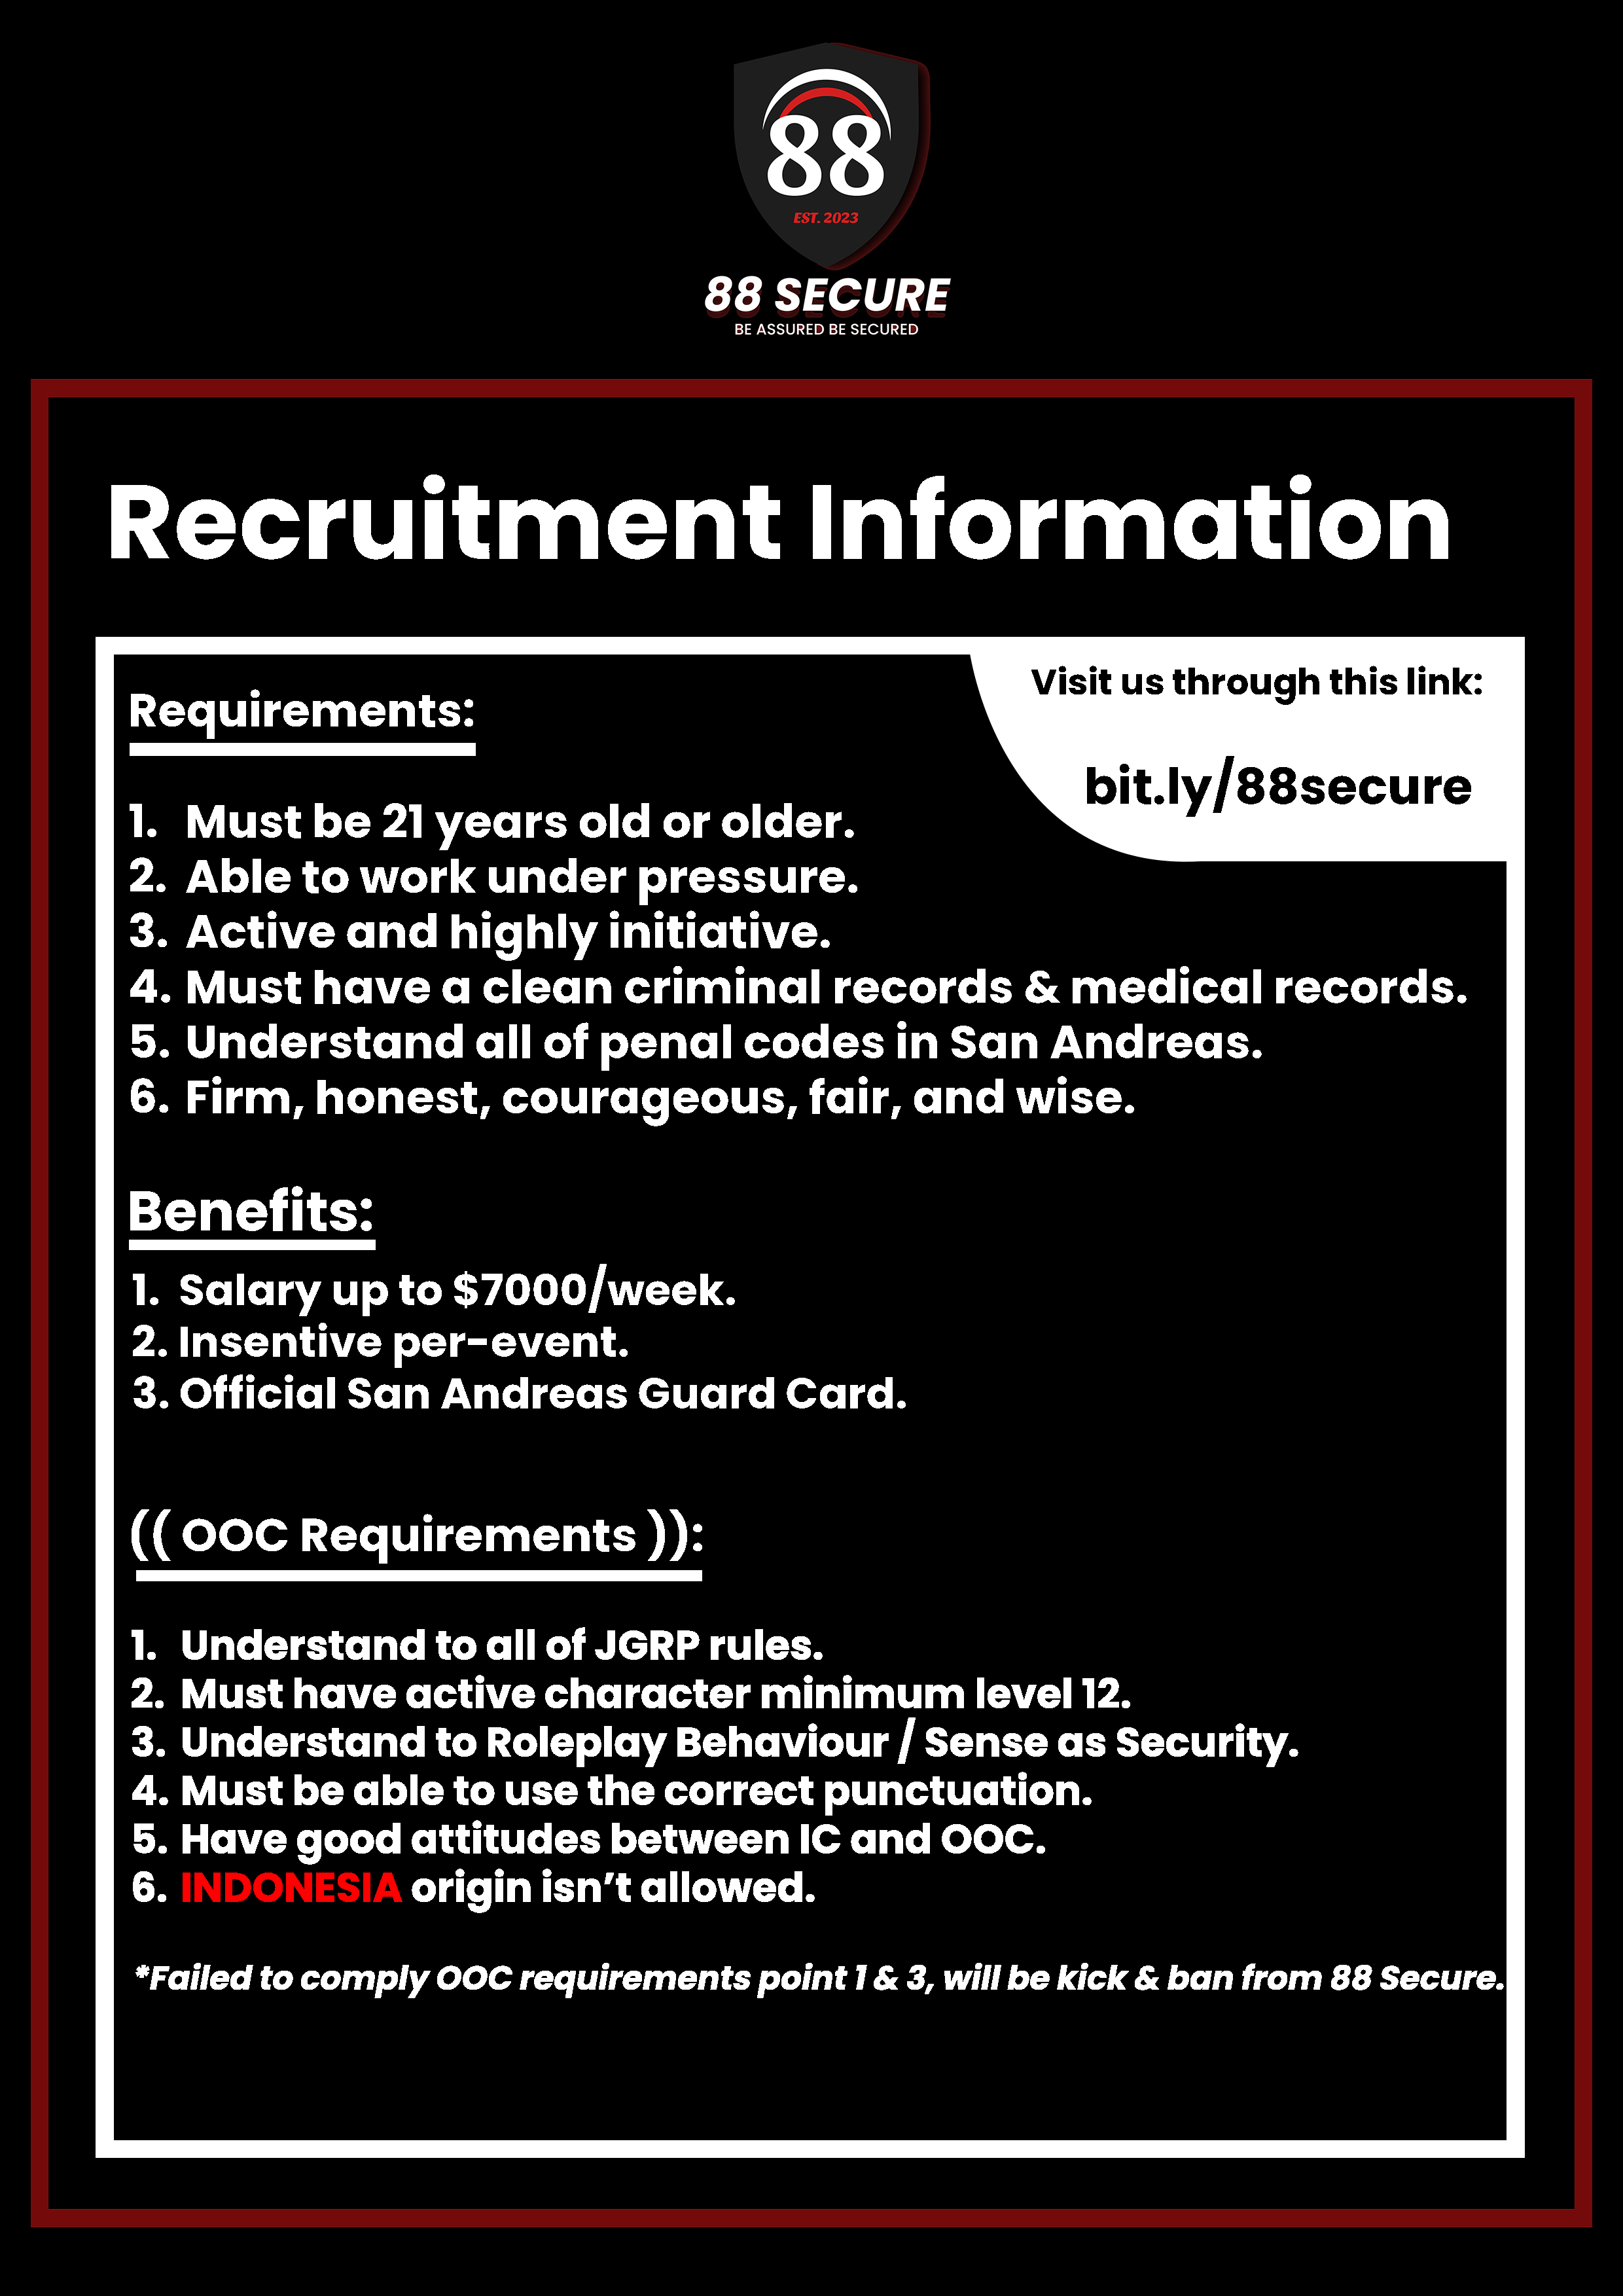 88
EST. 2023
88 SECURE
BE ASSURED BE SECURED
Recruitment Information
Visit us through this link:
bit.ly/88secure
Requirements:
1. Must be 21 years old or older.
2. Able to work under pressure.
3. Active and highly initiative.
4. Must have a clean criminal records & medical records.
5. Understand all of penal codes in San Andreas.
6. Firm, honest, courageous, fair, and wise.
Benefits:
1. Salary up to $7000/week.
2. Insentive per-event.
3. Official San Andreas Guard Card.
(( OOC Requirements )):
1. Understand to all of JGRP rules.
2. Must have active character minimum level 12.
3. Understand to Roleplay Behaviour / Sense as Security.
4. Must be able to use the correct punctuation.
5. Have good attitudes between IC and OOC.
6. INDONESIA origin isn’t allowed.
*Failed to comply OOC requirements point 1 & 3, will be kick & ban from 88 Secure.